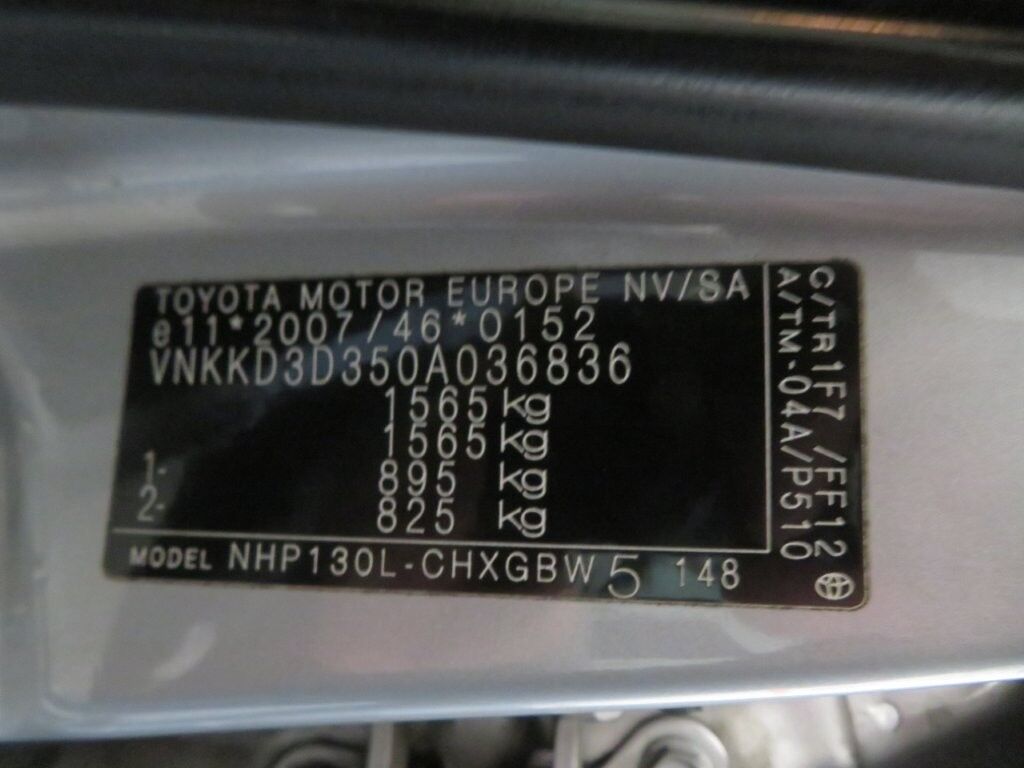 TOYOTA MOTOR EUROPE NV/SA
e11*2007/46*0152
VNKKD3D350A036836
1565 kg
1565 kg
1- 895 kg
2- 825 kg
MODEL NHP130L-CHXGBW 5 148
C/TR1F7/FF12
A/TM-04A/P510